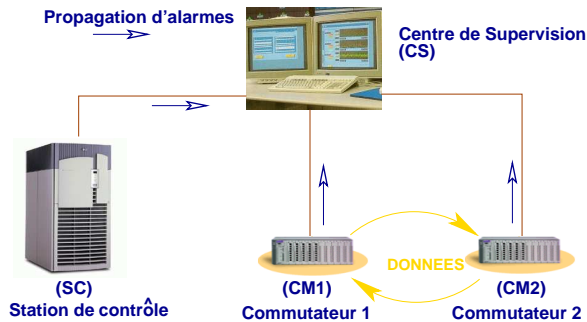 Propagation d'alarmes
Centre de Supervision
(CS)
DONNEES
(SC)
Station de contrôle
(CM1)
Commutateur 1
(CM2)
Commutateur 2